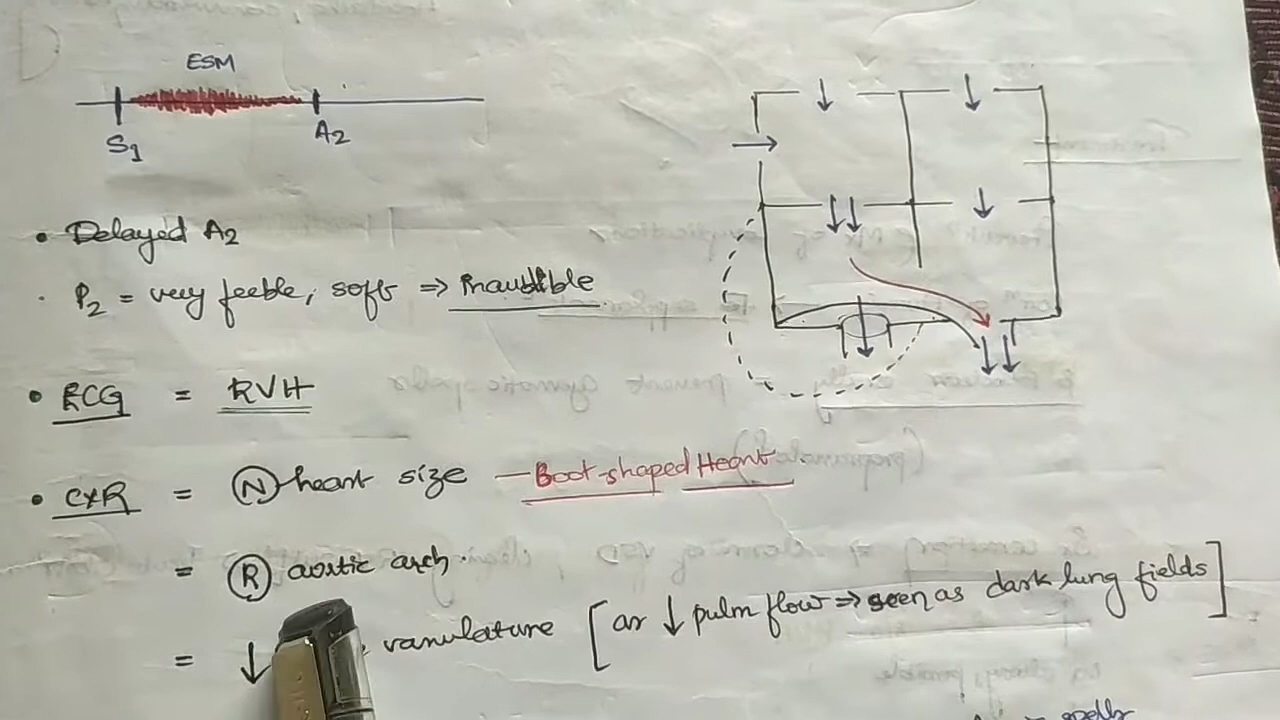 ESM
S1 A2
• Delayed A2
· P2 = very feeble, soft ⇒ Inaudible
• ECG = RVH
• CXR = (N) heart size — Boot-shaped Heart
= (R) aortic arch.
= ↓ vasculature [as ↓ pulm flow ⇒ seen as dark lung fields]
spells